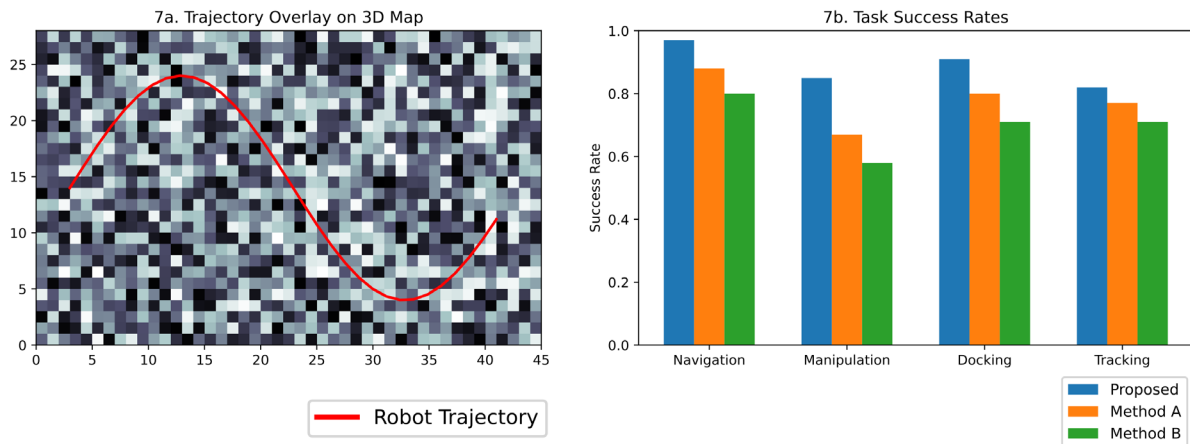 7a. Trajectory Overlay on 3D Map
25
20
15
10
5
0
0 5 10 15 20 25 30 35 40 45
Robot Trajectory
7b. Task Success Rates
Success Rate
1.0
0.8
0.6
0.4
0.2
0.0
Navigation Manipulation Docking Tracking
Proposed
Method A
Method B